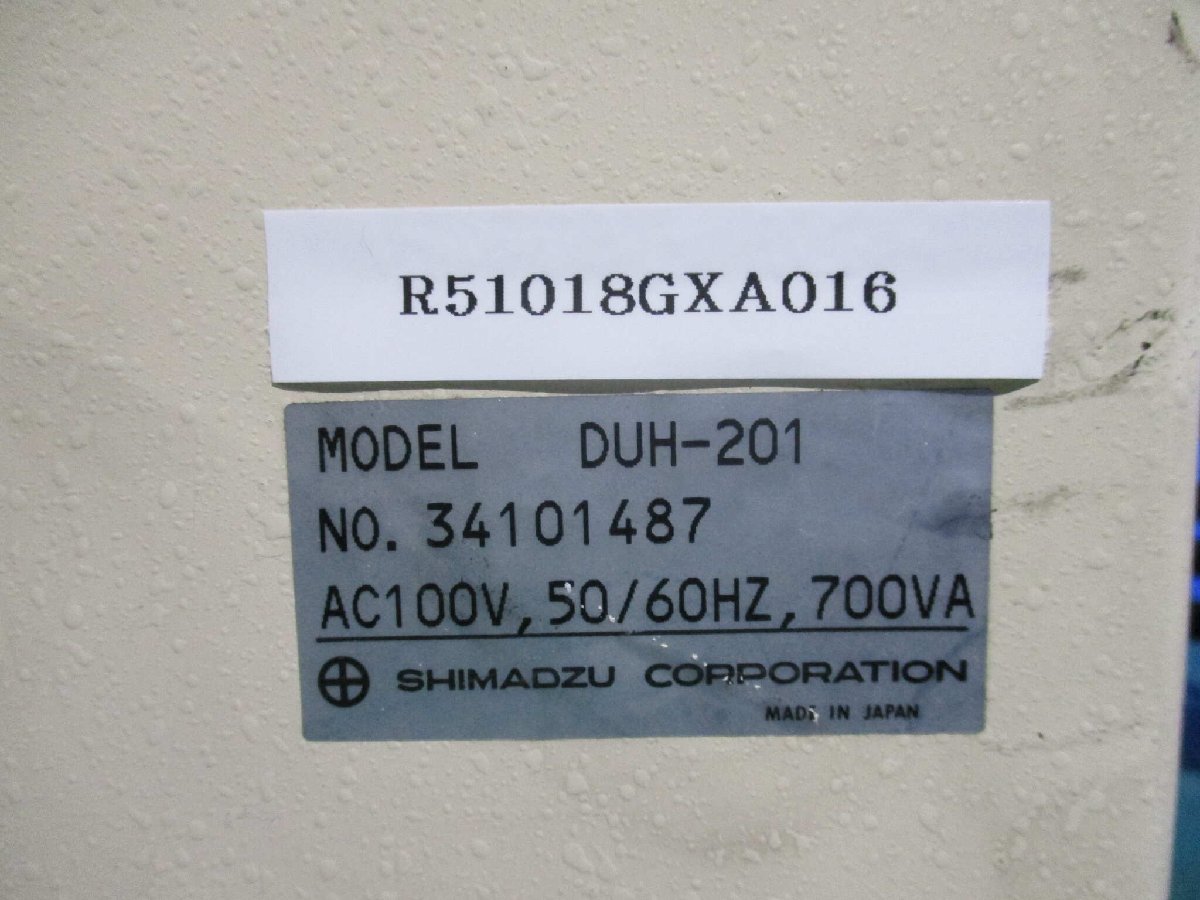 R51018GXA016
MODEL DUH-201
NO. 34101487
AC100V, 50/60HZ, 700VA
SHIMADZU CORPORATION
MADE IN JAPAN